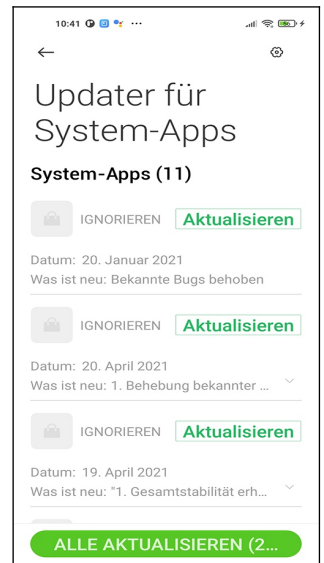 10:41
Updater für
System-Apps
System-Apps (11)
IGNORIEREN Aktualisieren
Datum: 20. Januar 2021
Was ist neu: Bekannte Bugs behoben
IGNORIEREN Aktualisieren
Datum: 20. April 2021
Was ist neu: 1. Behebung bekannter ...
IGNORIEREN Aktualisieren
Datum: 19. April 2021
Was ist neu: "1. Gesamtstabilität erh...
ALLE AKTUALISIEREN (2...